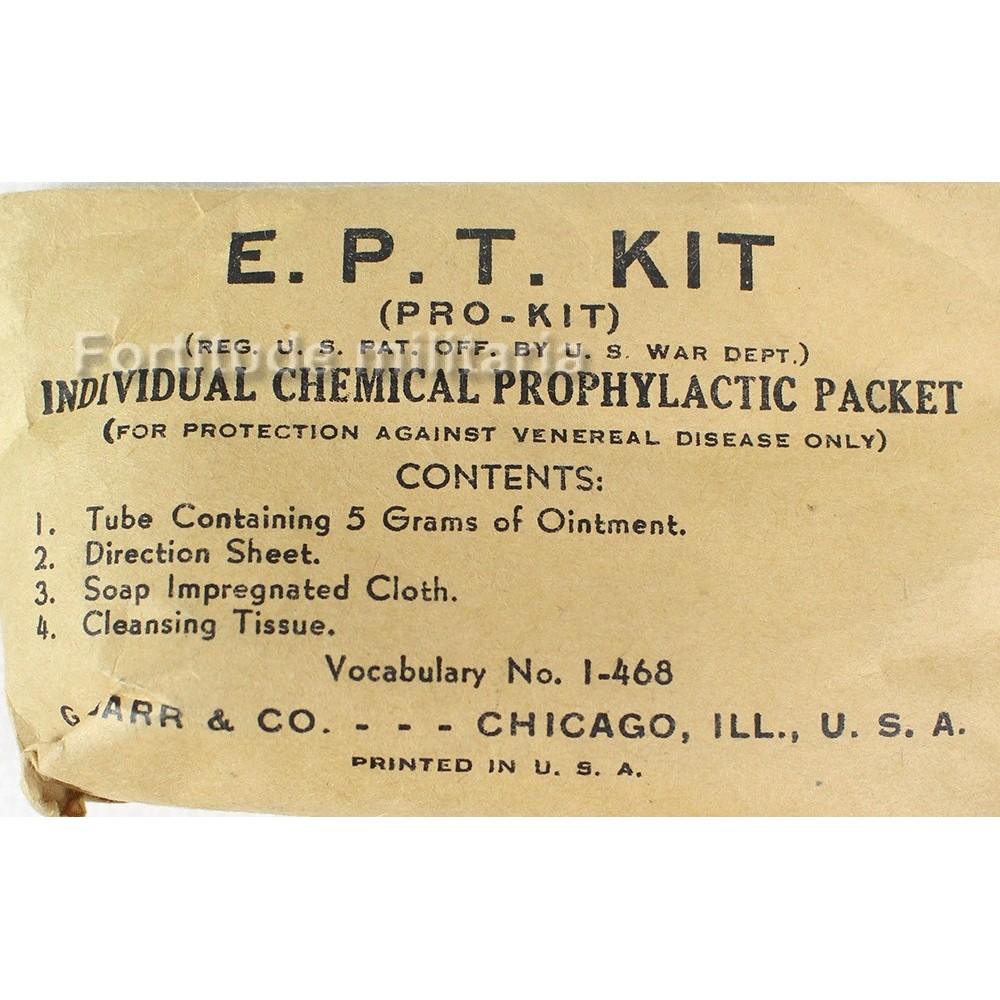 E. P. T. KIT
(PRO-KIT)
(REG. U. S. PAT. OFF. BY U. S. WAR DEPT.)
Fortitude militaria
INDIVIDUAL CHEMICAL PROPHYLACTIC PACKET
(FOR PROTECTION AGAINST VENEREAL DISEASE ONLY)
CONTENTS:
1. Tube Containing 5 Grams of Ointment.
2. Direction Sheet.
3. Soap Impregnated Cloth.
4. Cleansing Tissue.
Vocabulary No. 1-468
& CO. - - - CHICAGO, ILL., U. S. A.
PRINTED IN U. S. A.